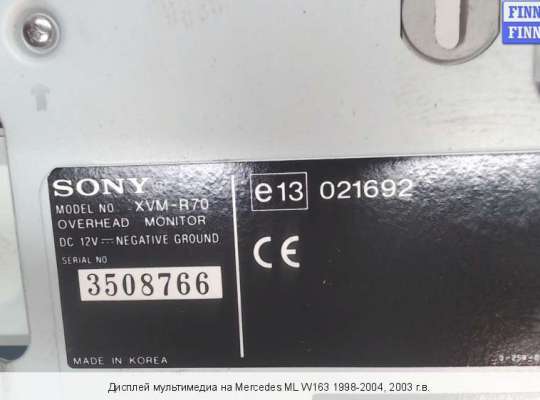 FINN
FINN
SONY
MODEL NO. XVM-R70
OVERHEAD MONITOR
DC 12V NEGATIVE GROUND
SERIAL NO
3508766
MADE IN KOREA
e13 021692
CE
Дисплей мультимедиа на Mercedes ML W163 1998-2004, 2003 г.в.